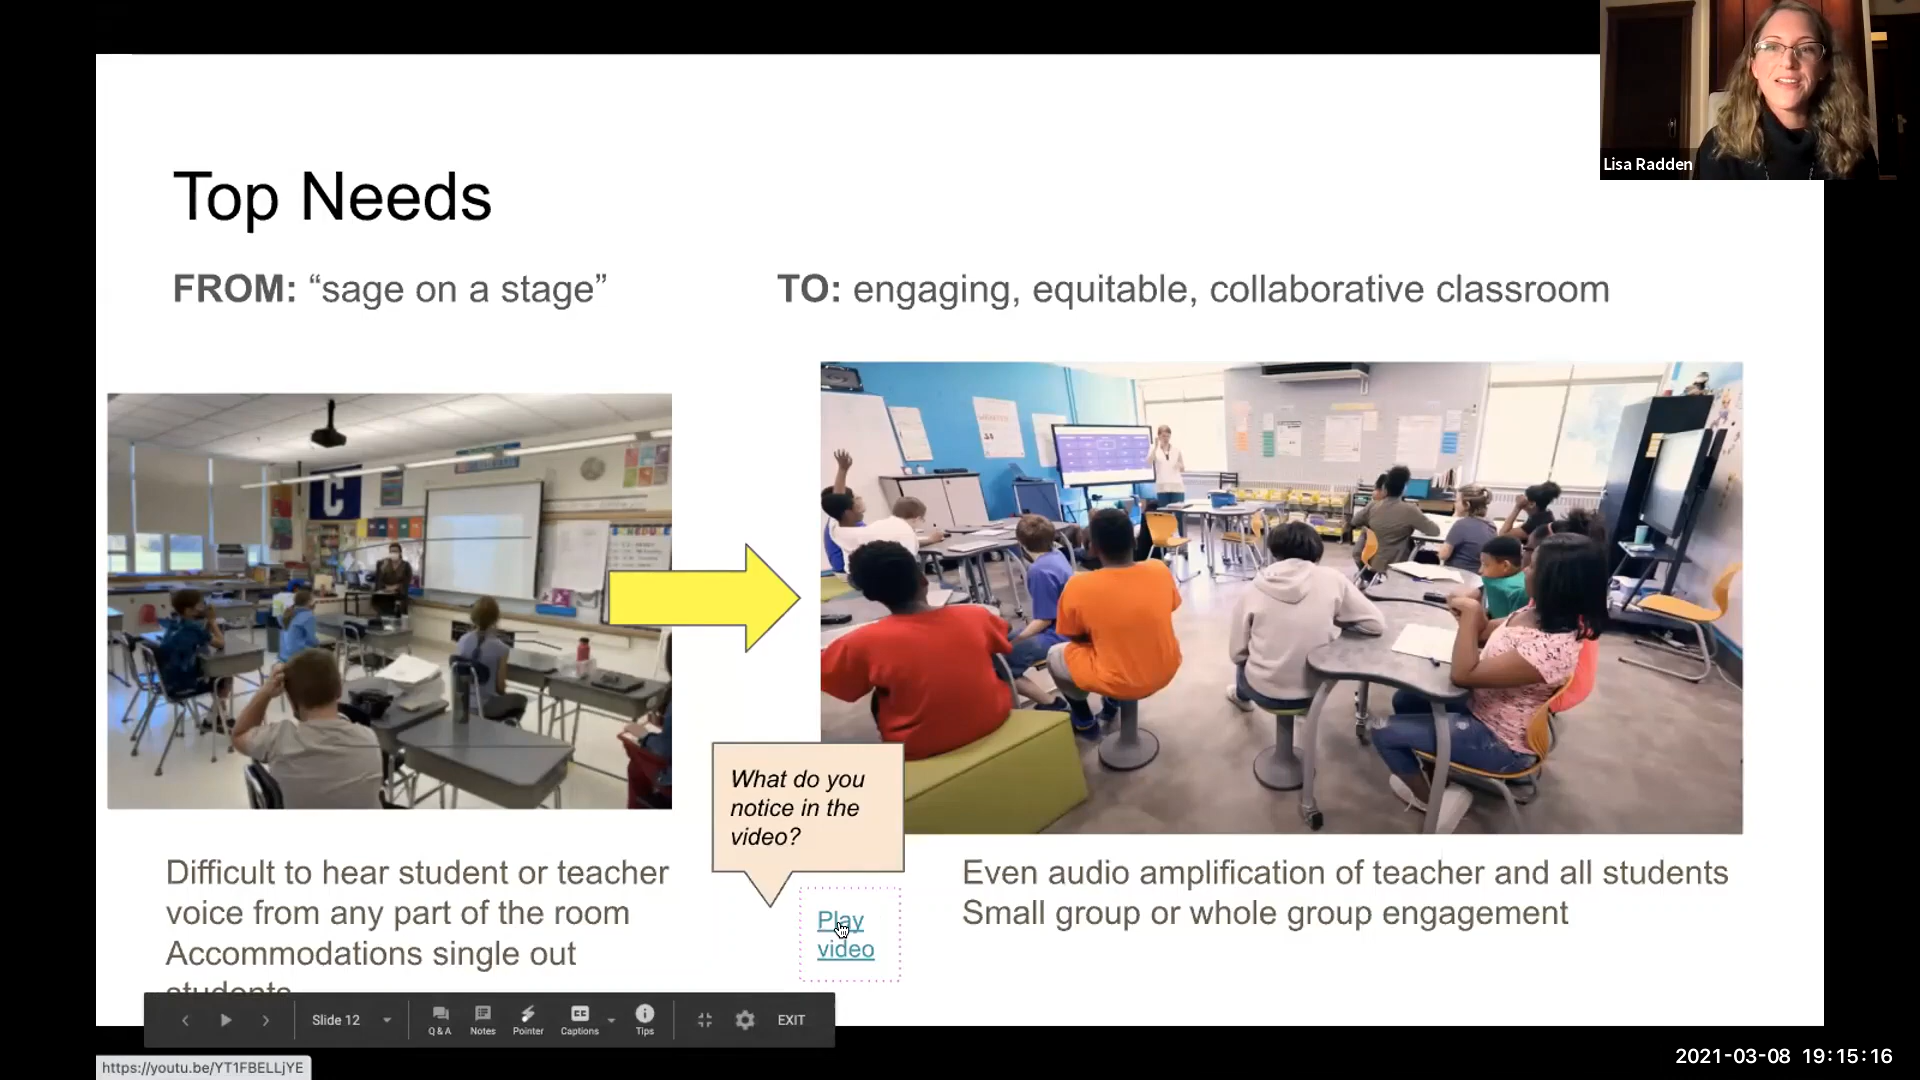 Lisa Radden
Top Needs
FROM: “sage on a stage”
TO: engaging, equitable, collaborative classroom
C
What do you
notice in the
video?
Play
video
Difficult to hear student or teacher
voice from any part of the room
Accommodations single out
students
Even audio amplification of teacher and all students
Small group or whole group engagement
Slide 12
Q & A
Notes
Pointer
CC
Captions
Tips
EXIT
https://youtu.be/YT1FBELLjYE
2021-03-08 19:15:16